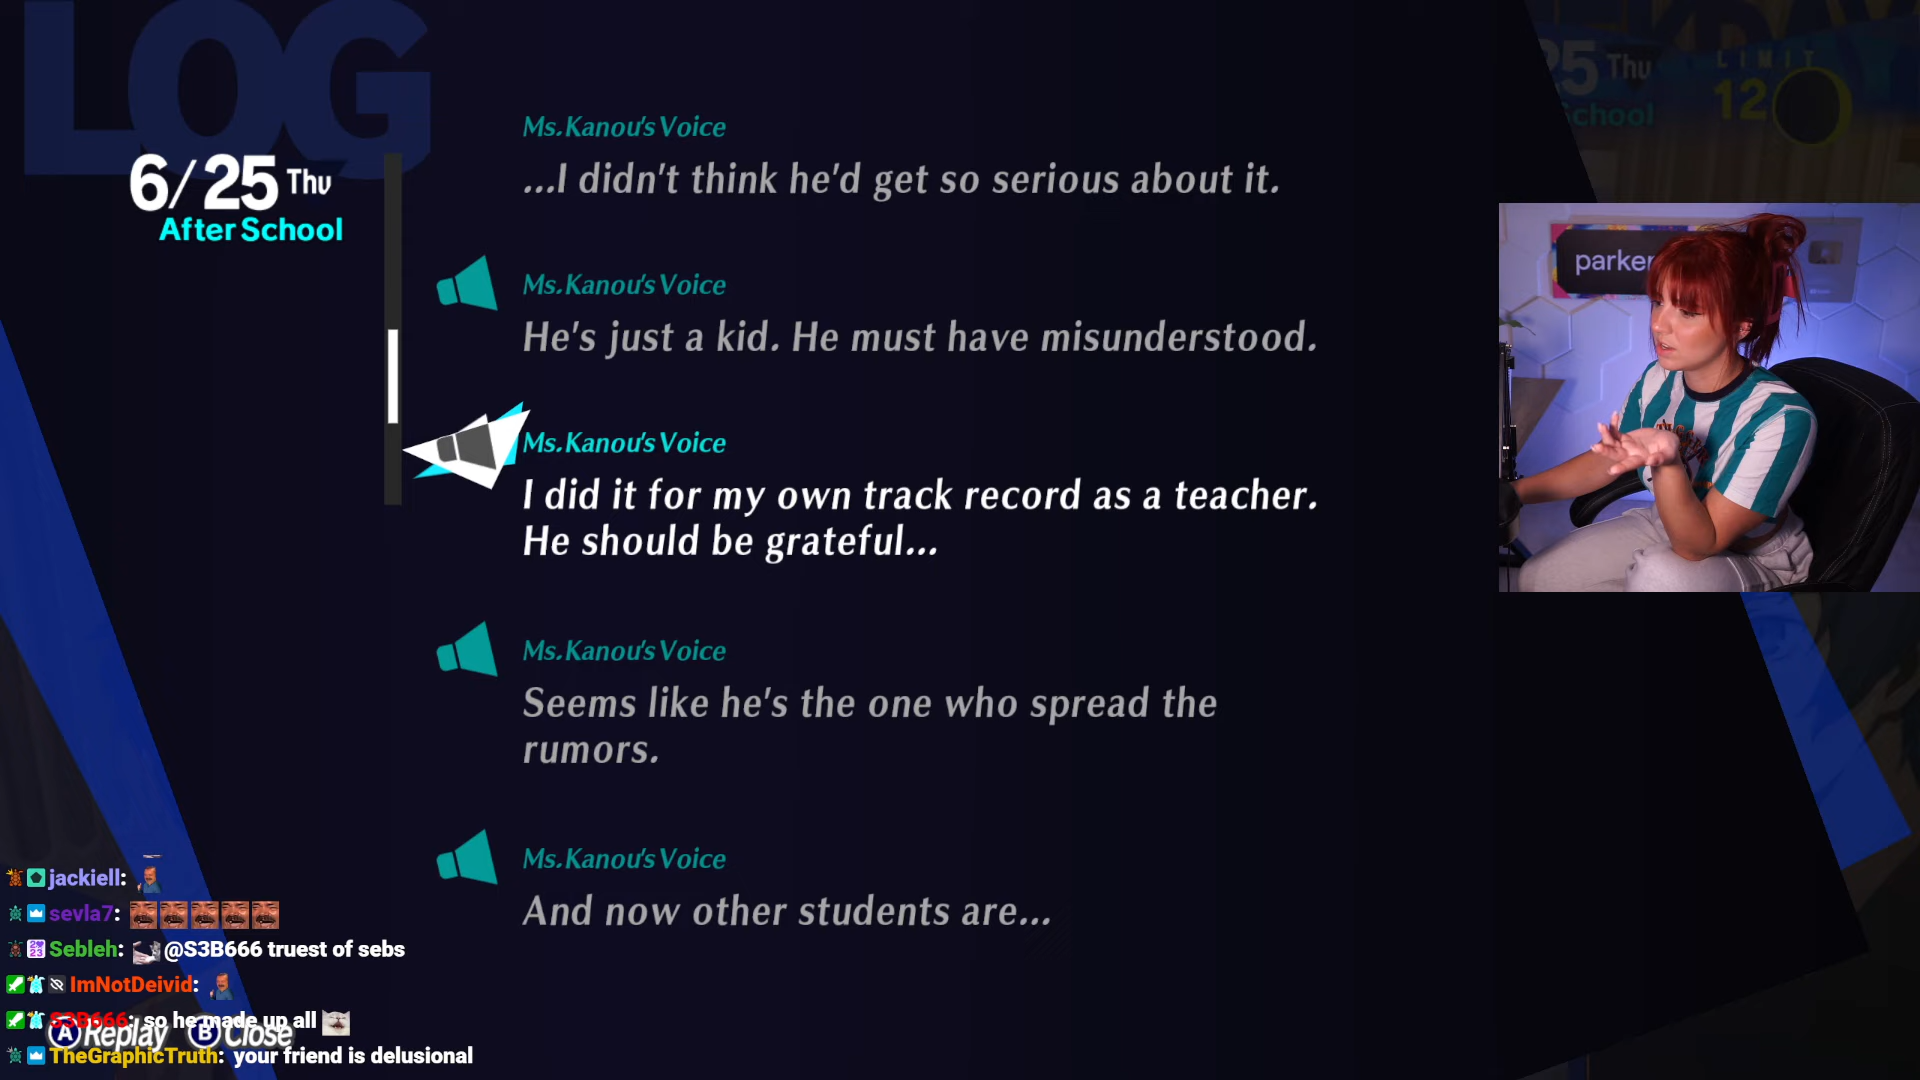 LOG
6/25 Thu
After School
Ms.Kanou's Voice
...I didn't think he'd get so serious about it.
Ms.Kanou's Voice
He's just a kid. He must have misunderstood.
Ms.Kanou's Voice
I did it for my own track record as a teacher.
He should be grateful...
Ms.Kanou's Voice
Seems like he's the one who spread the
rumors.
Ms.Kanou's Voice
And now other students are...
25 Thu
School
LIMIT
12
parker
jackiell:
sevla7:
Sebleh: @S3B666 truest of sebs
ImNotDeivid:
S3B666: so he made up all
A Replay B Close
TheGraphicTruth: your friend is delusional